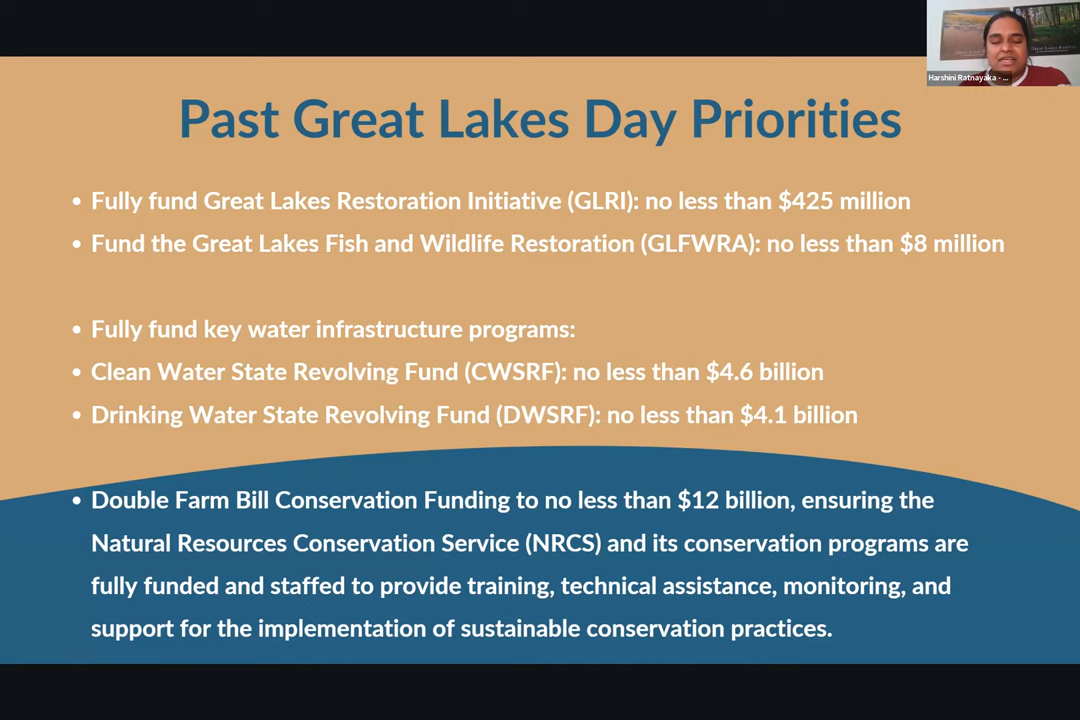 Harshini Ratnayaka - ...
Past Great Lakes Day Priorities
• Fully fund Great Lakes Restoration Initiative (GLRI): no less than $425 million
• Fund the Great Lakes Fish and Wildlife Restoration (GLFWRA): no less than $8 million
• Fully fund key water infrastructure programs:
• Clean Water State Revolving Fund (CWSRF): no less than $4.6 billion
• Drinking Water State Revolving Fund (DWSRF): no less than $4.1 billion
• Double Farm Bill Conservation Funding to no less than $12 billion, ensuring the
Natural Resources Conservation Service (NRCS) and its conservation programs are
fully funded and staffed to provide training, technical assistance, monitoring, and
support for the implementation of sustainable conservation practices.